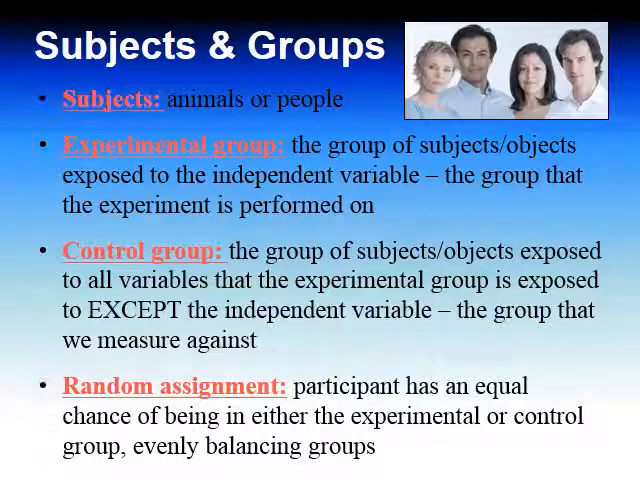 Subjects & Groups
• Subjects: animals or people
• Experimental group: the group of subjects/objects
exposed to the independent variable – the group that
the experiment is performed on
• Control group: the group of subjects/objects exposed
to all variables that the experimental group is exposed
to EXCEPT the independent variable – the group that
we measure against
• Random assignment: participant has an equal
chance of being in either the experimental or control
group, evenly balancing groups